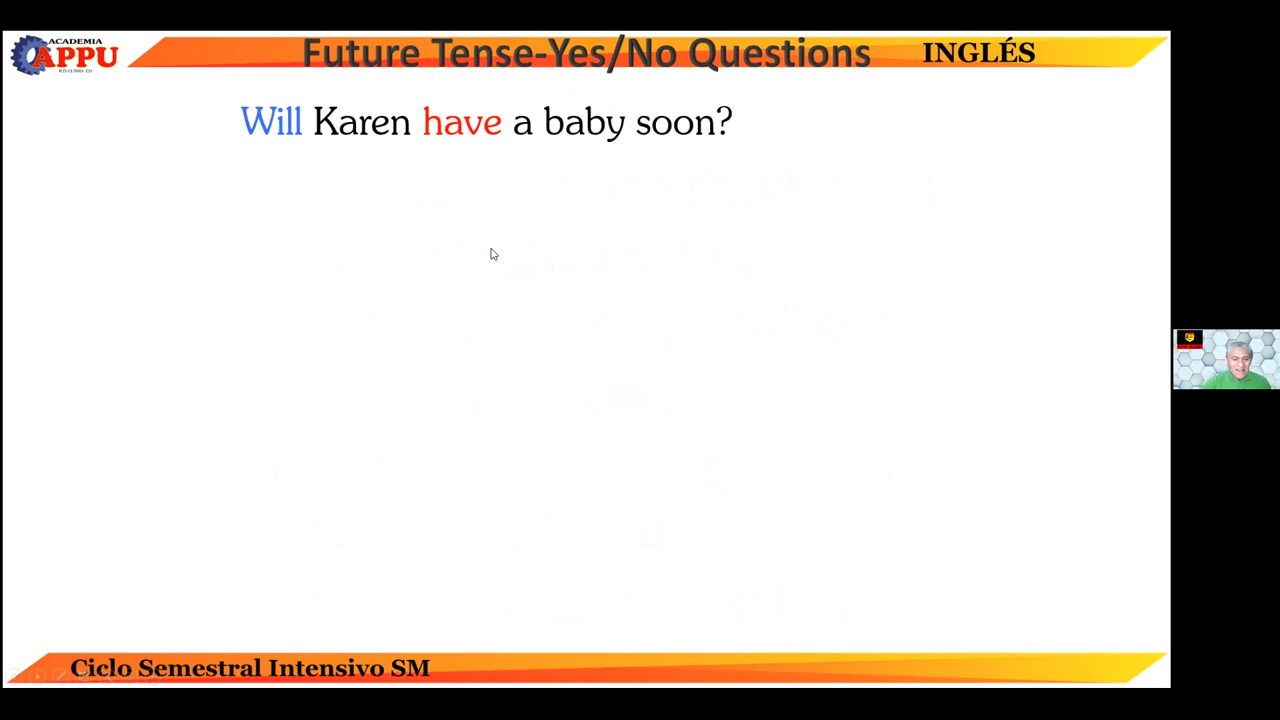 ACADEMIA
APPU
Future Tense-Yes/No Questions
INGLÉS
Will Karen have a baby soon?
Ciclo Semestral Intensivo SM